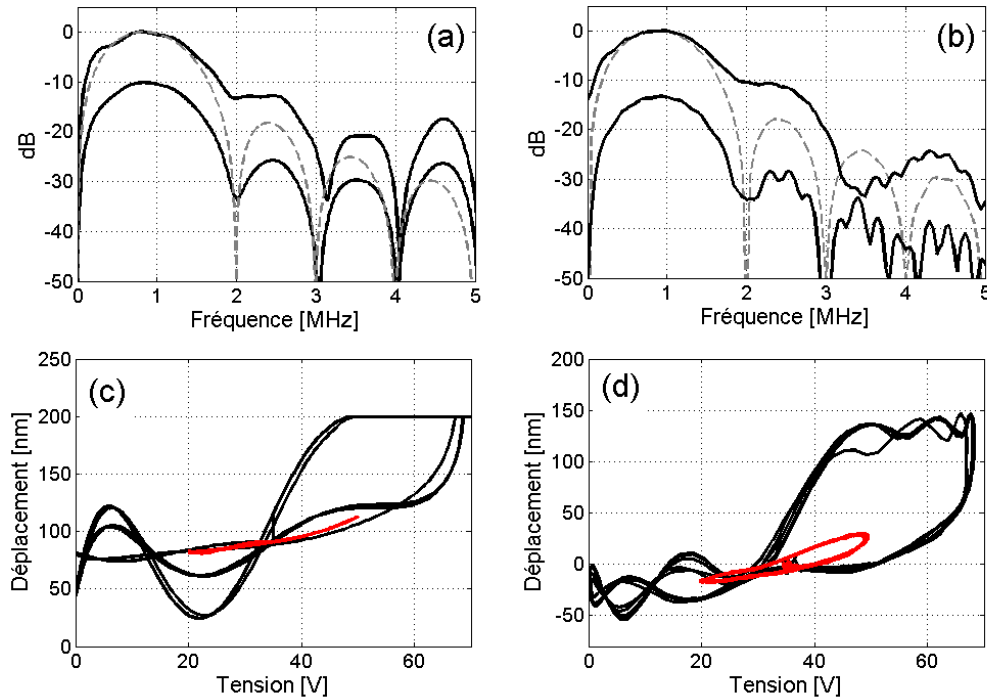 (a)
0
-10
-20
-30
-40
-50
dB
0 1 2 3 4 5
Fréquence [MHz]
(b)
0
-10
-20
-30
-40
-50
dB
0 1 2 3 4 5
Fréquence [MHz]
(c)
250
200
150
100
50
0
Déplacement [nm]
0 20 40 60
Tension [V]
(d)
200
150
100
50
0
-50
Déplacement [nm]
0 20 40 60
Tension [V]